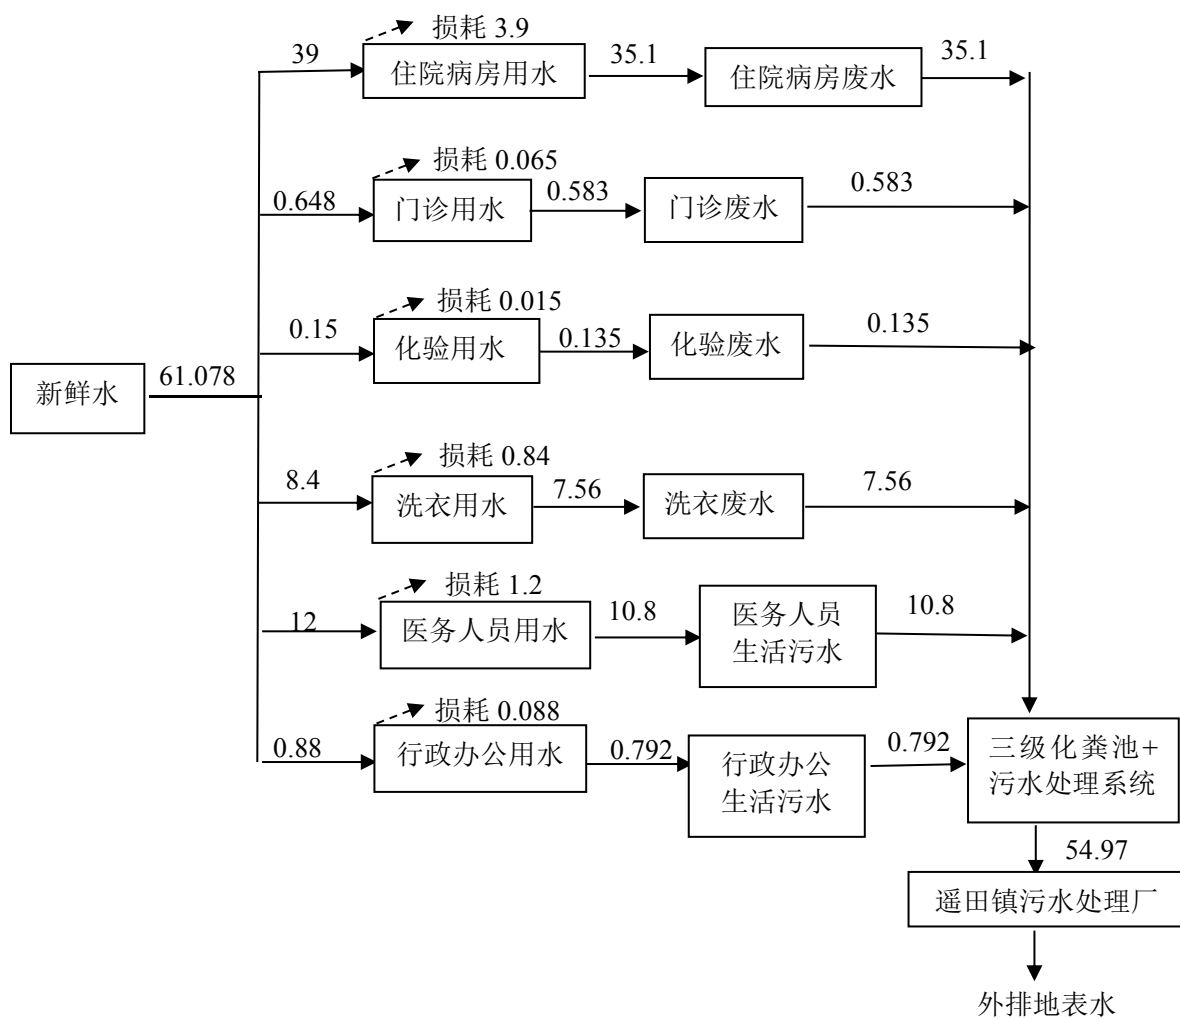 损耗 3.9
39
住院病房用水
35.1
住院病房废水
35.1
损耗 0.065
0.648
门诊用水
0.583
门诊废水
0.583
损耗 0.015
0.15
化验用水
0.135
化验废水
0.135
新鲜水
61.078
损耗 0.84
8.4
洗衣用水
7.56
洗衣废水
7.56
损耗 1.2
12
医务人员用水
10.8
医务人员
生活污水
10.8
损耗 0.088
0.88
行政办公用水
0.792
行政办公
生活污水
0.792
三级化粪池+
污水处理系统
54.97
遥田镇污水处理厂
外排地表水